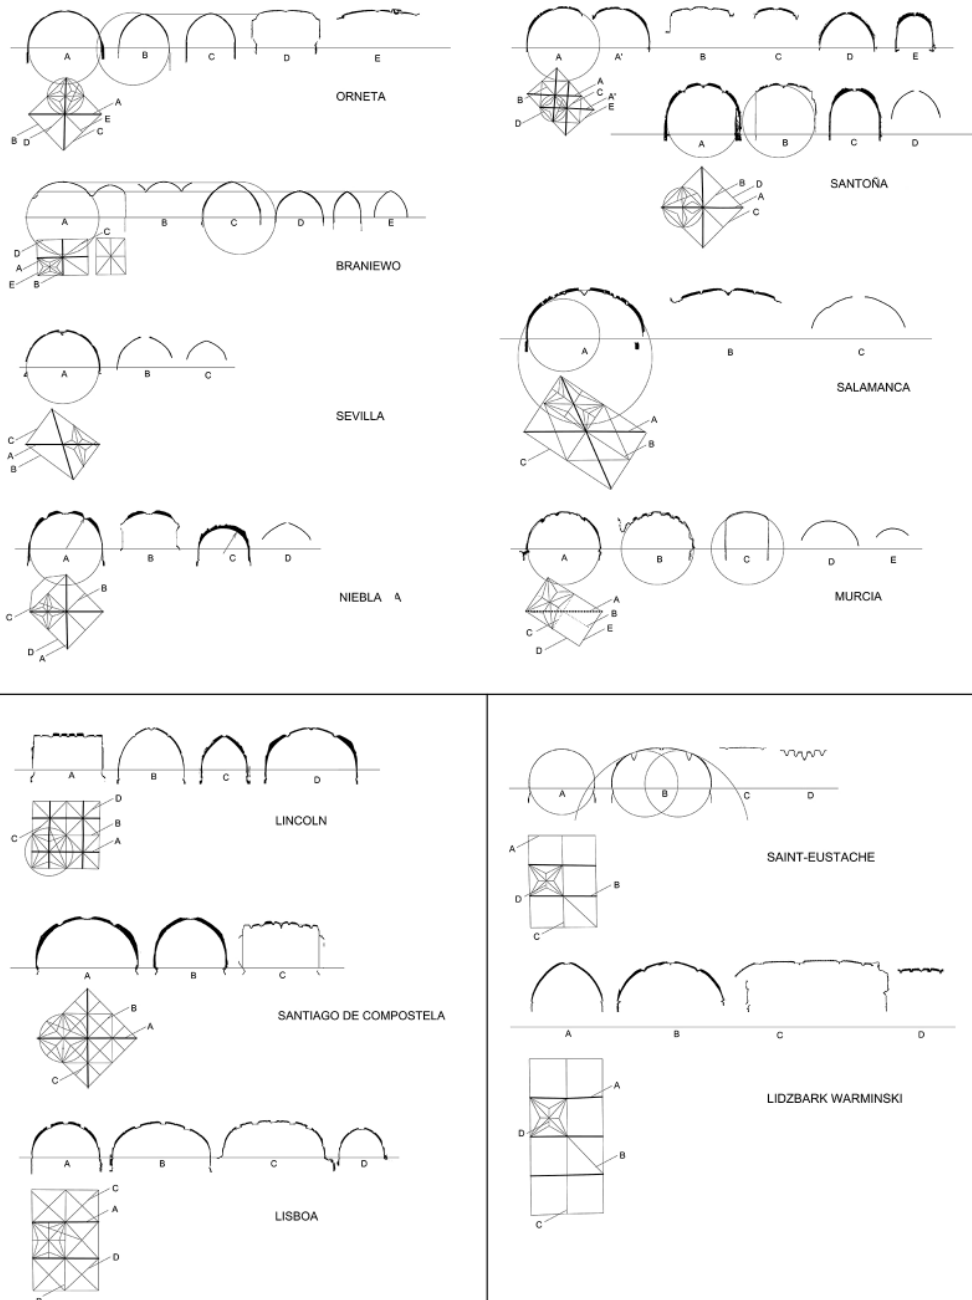 A B C D E
A
E
B D C
ORNETA
A A' B C D E
A
C
B A'
D E
A B C D
SANTOÑA
B D
A
C
A B C D E
C
D
A
E
B
BRANIEWO
A B C
SEVILLA
C
A
B
A B C
SALAMANCA
A
B
C
A B C D
B
C
NIEBLA A
D
A
A B C D E
A
B
C E
D
MURCIA
A B C D
D
B
C
A
LINCOLN
A B C
B
A
C
SANTIAGO DE COMPOSTELA
A B C D
C
A
D
LISBOA
A B C D
A
B
D
C
SAINT-EUSTACHE
A B C D
A
D
B
C
LIDZBARK WARMINSKI